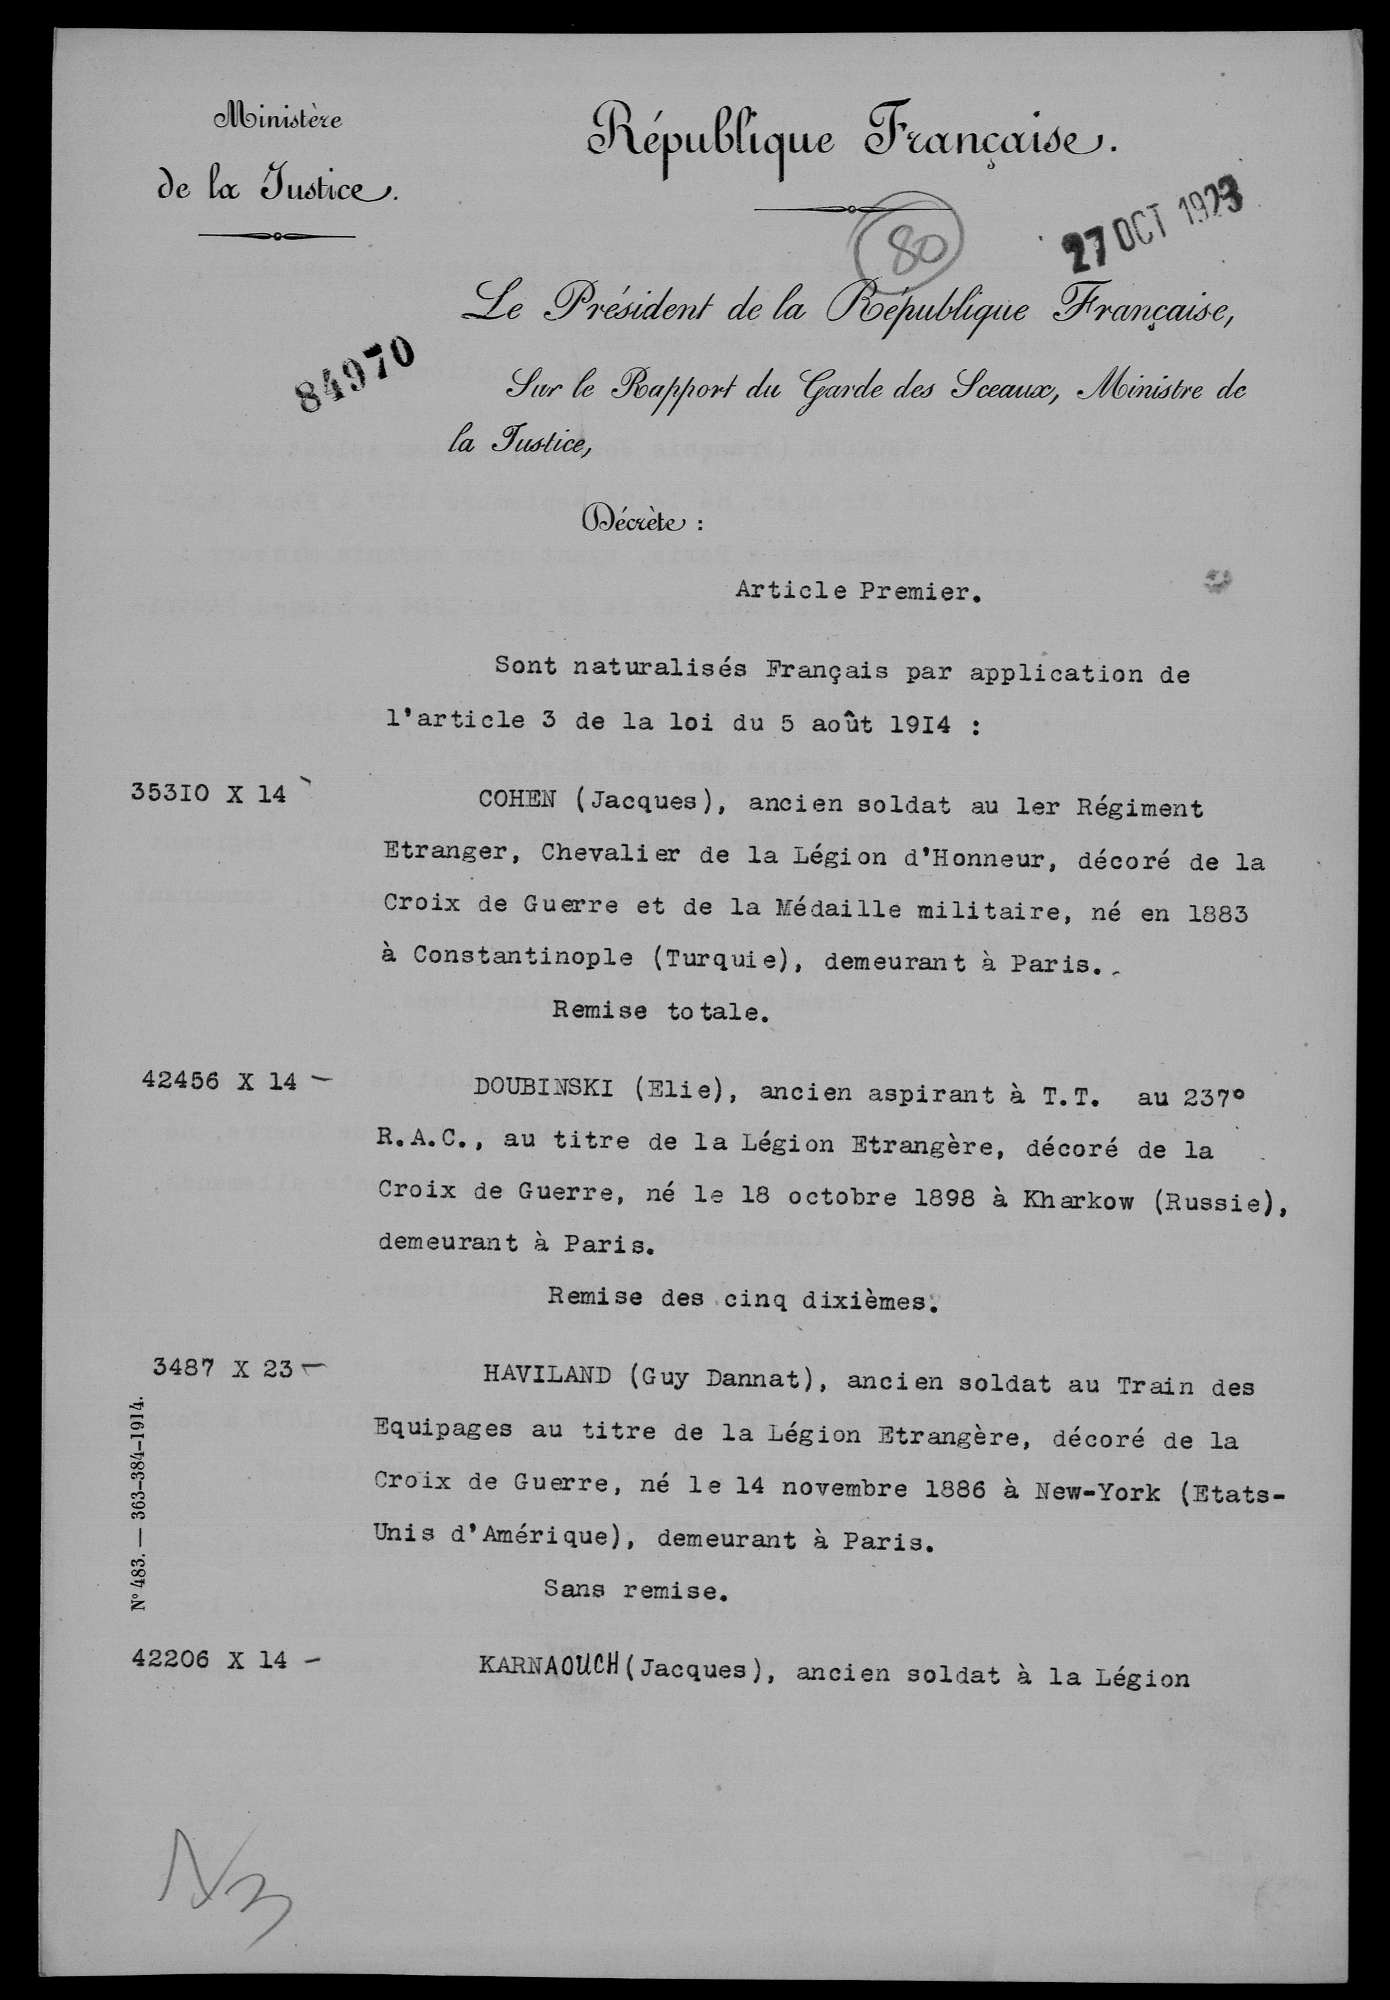 Ministère
de la Justice.
République Française.
80
27 OCT 1923
Le Président de la République Française,
84970
Sur le Rapport du Garde des Sceaux, Ministre de
la Justice,
Décrète :
Article Premier.
Sont naturalisés Français par application de
l'article 3 de la loi du 5 août 19I4 :
353I0 X 14
COHEN (Jacques), ancien soldat au 1er Régiment
Etranger, Chevalier de la Légion d'Honneur, décoré de la
Croix de Guerre et de la Médaille militaire, né en 1883
à Constantinople (Turquie), demeurant à Paris.
Remise totale.
42456 X 14 -
DOUBINSKI (Elie), ancien aspirant à T.T. au 237°
R.A.C., au titre de la Légion Etrangère, décoré de la
Croix de Guerre, né le 18 octobre 1898 à Kharkow (Russie),
demeurant à Paris.
Remise des cinq dixièmes.
3487 X 23 -
HAVILAND (Guy Dannat), ancien soldat au Train des
Equipages au titre de la Légion Etrangère, décoré de la
Croix de Guerre, né le 14 novembre 1886 à New-York (Etats-
Unis d'Amérique), demeurant à Paris.
Sans remise.
42206 X 14 -
KARNAOUCH (Jacques), ancien soldat à la Légion
N° 483. — 363-384-1914.